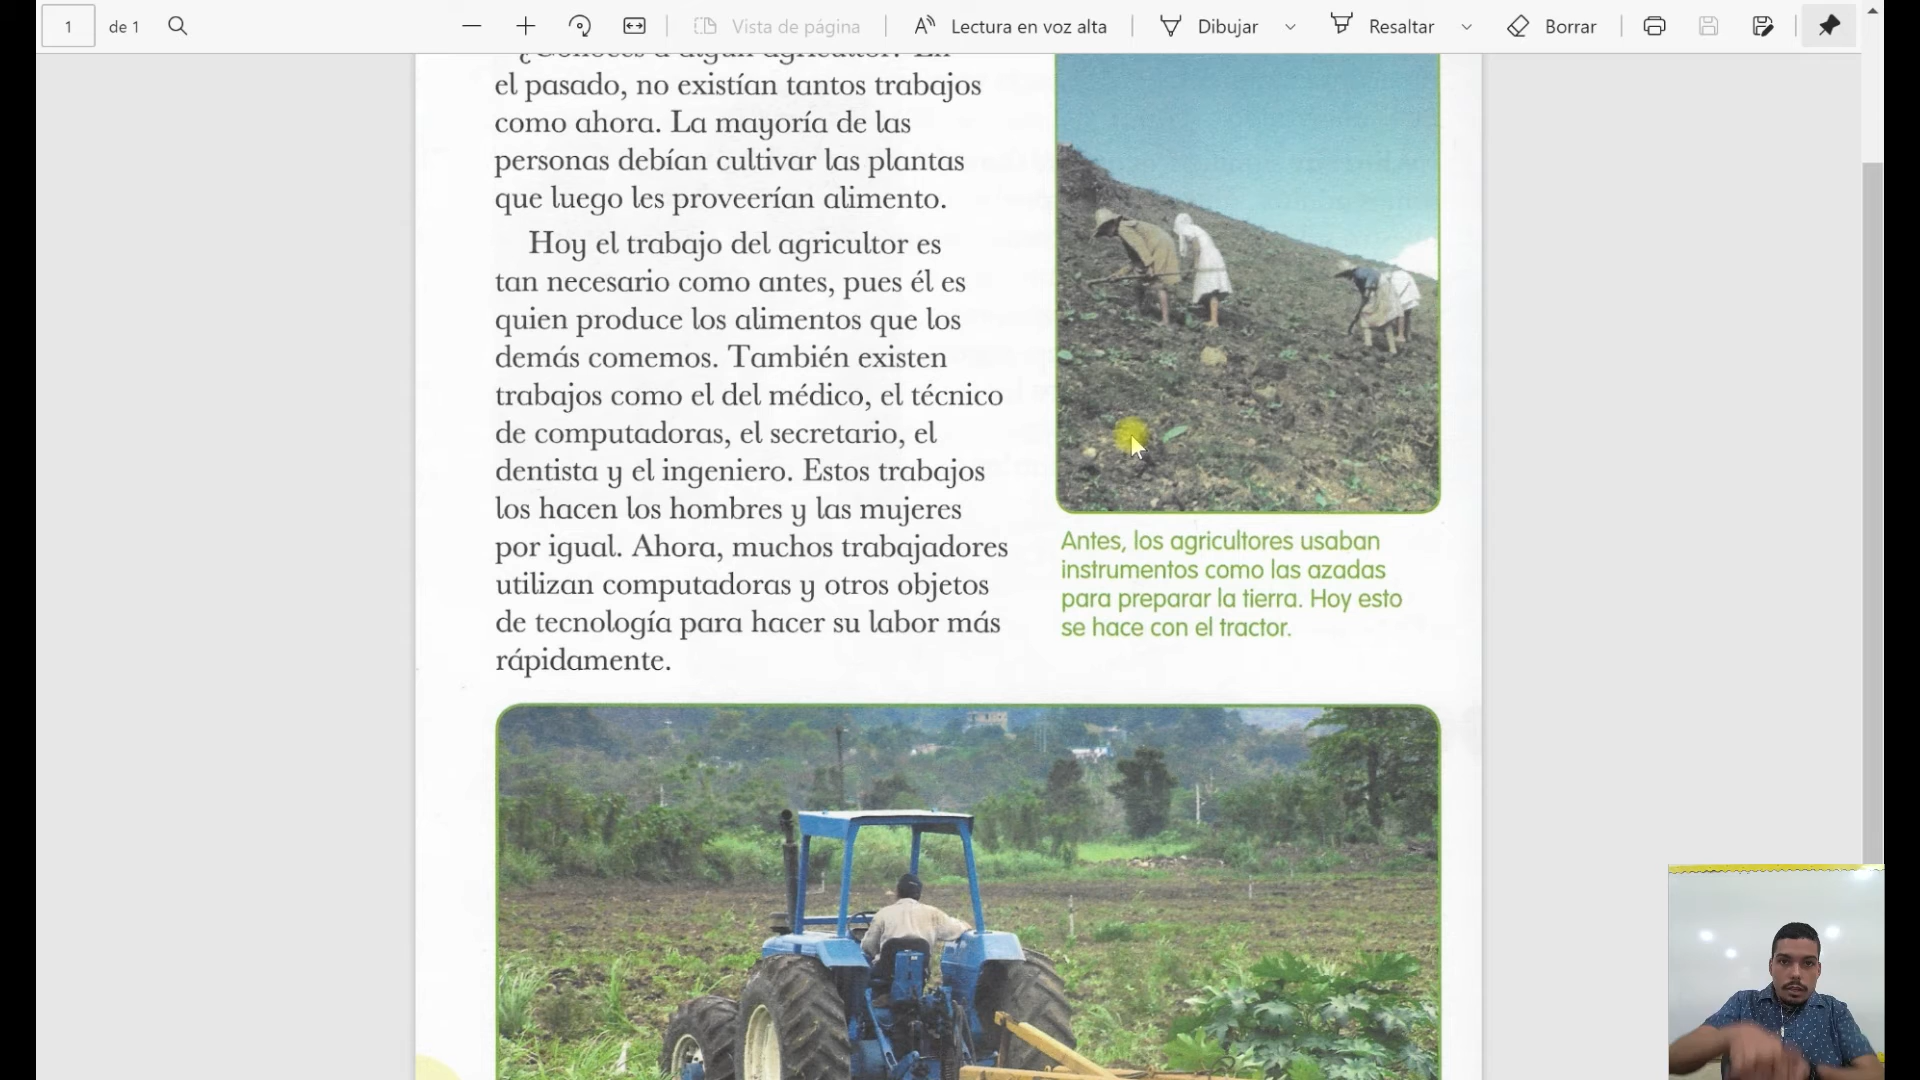 1 de 1 Vista de página Lectura en voz alta Dibujar Resaltar Borrar
¿Conoces a algún agricultor? En
el pasado, no existían tantos trabajos
como ahora. La mayoría de las
personas debían cultivar las plantas
que luego les proveerían alimento.
Hoy el trabajo del agricultor es
tan necesario como antes, pues él es
quien produce los alimentos que los
demás comemos. También existen
trabajos como el del médico, el técnico
de computadoras, el secretario, el
dentista y el ingeniero. Estos trabajos
los hacen los hombres y las mujeres
por igual. Ahora, muchos trabajadores
utilizan computadoras y otros objetos
de tecnología para hacer su labor más
rápidamente.
Antes, los agricultores usaban
instrumentos como las azadas
para preparar la tierra. Hoy esto
se hace con el tractor.